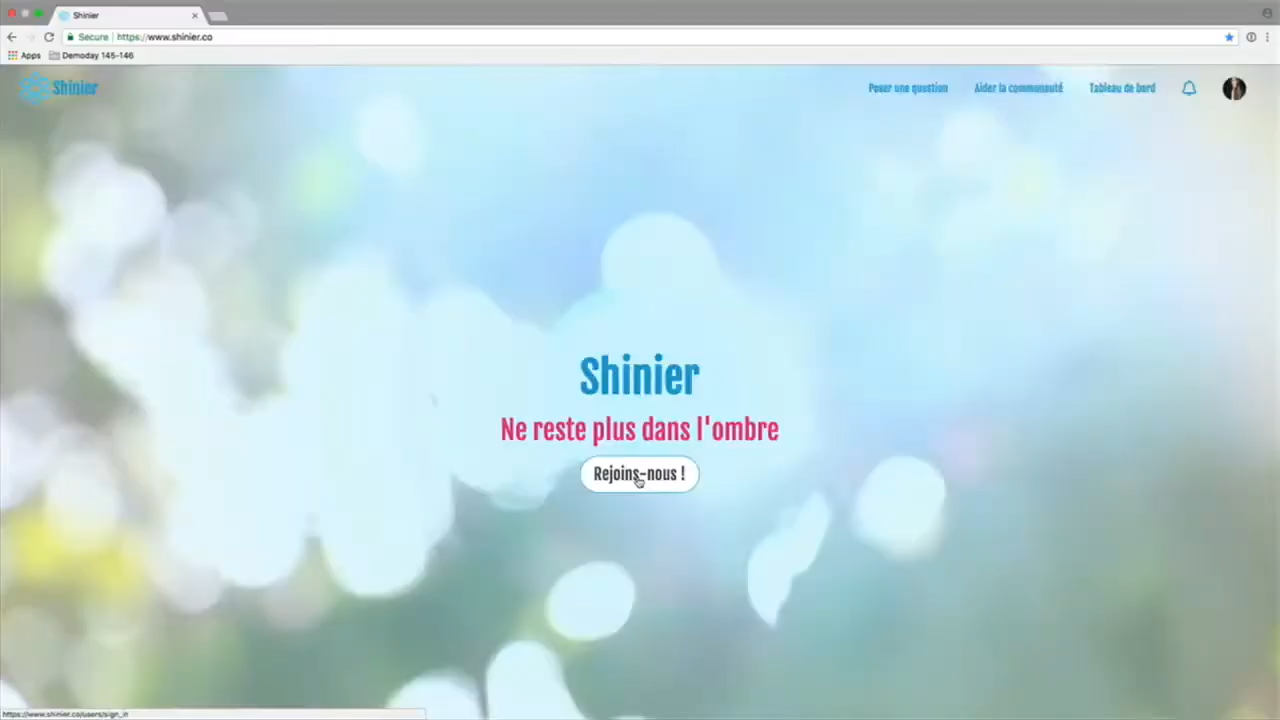 Shinier
Secure https://www.shinier.co
Apps Demoday 145-146
Shinier Poser une question Aider la communauté Tableau de bord
Shinier
Ne reste plus dans l'ombre
Rejoins-nous !
https://www.shinier.co/users/sign_in